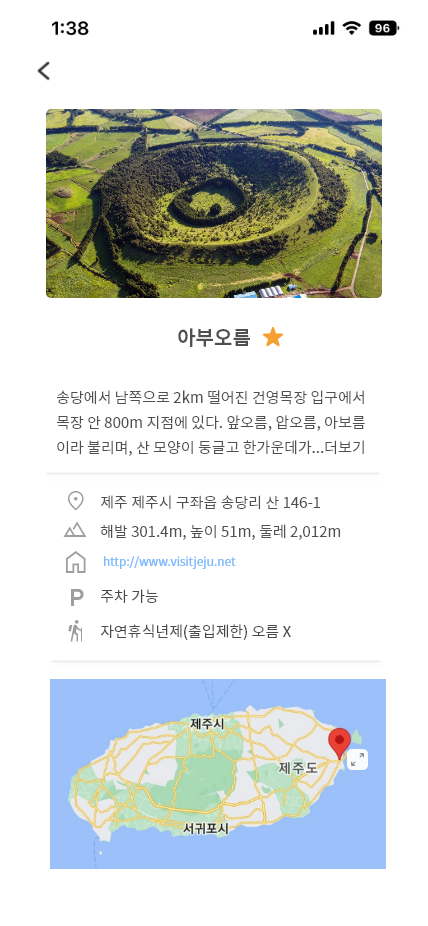 1:38
96
아부오름
송당에서 남쪽으로 2km 떨어진 건영목장 입구에서
목장 안 800m 지점에 있다. 앞오름, 압오름, 아보름
이라 불리며, 산 모양이 둥글고 한가운데가...더보기
제주 제주시 구좌읍 송당리 산 146-1
해발 301.4m, 높이 51m, 둘레 2,012m
http://www.visitjeju.net
P 주차 가능
자연휴식년제(출입제한) 오름 X
제주시
제주도
서귀포시